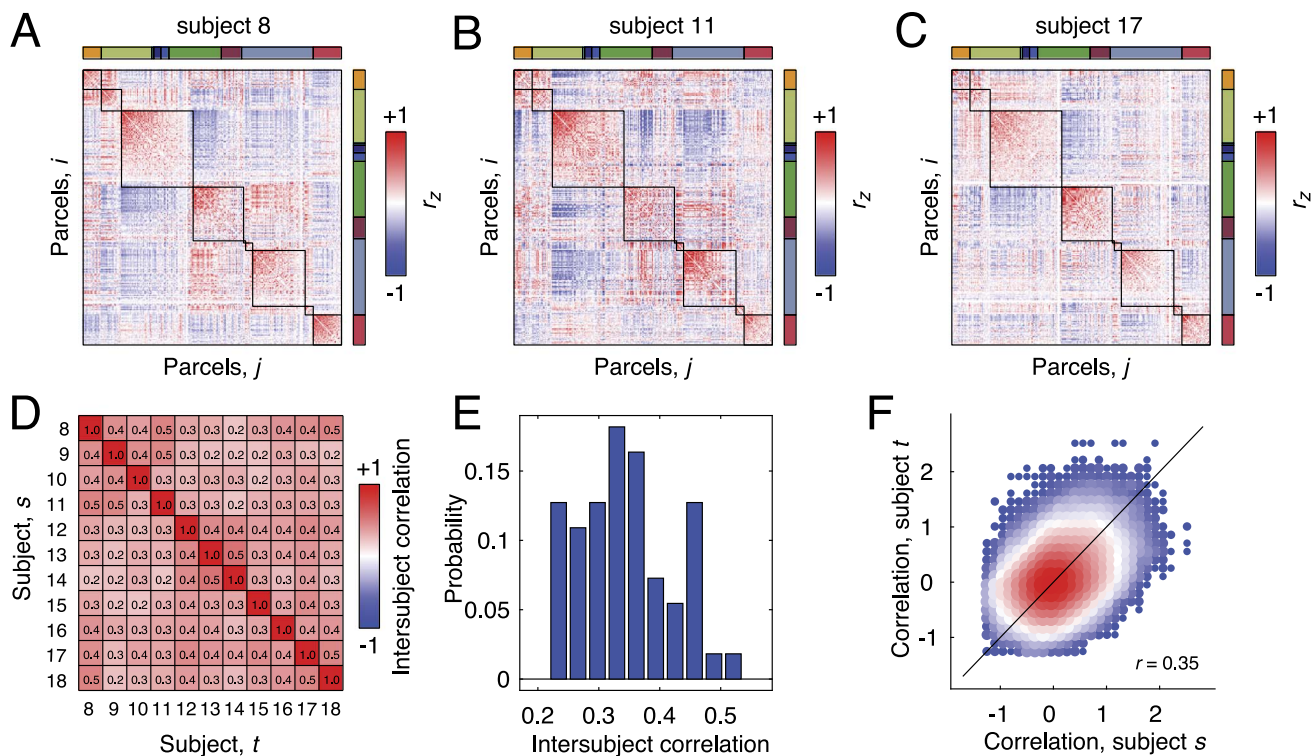 A
subject 8
Parcels, i
Parcels, j
+1
r_z
-1
B
subject 11
Parcels, i
Parcels, j
+1
r_z
-1
C
subject 17
Parcels, i
Parcels, j
+1
r_z
-1
D
Subject, s
8 1.0 0.4 0.4 0.5 0.3 0.3 0.2 0.3 0.4 0.4 0.5
9 0.4 1.0 0.4 0.5 0.3 0.2 0.2 0.2 0.3 0.3 0.2
10 0.4 0.4 1.0 0.3 0.3 0.3 0.3 0.2 0.3 0.4 0.3
11 0.5 0.5 0.3 1.0 0.3 0.3 0.2 0.3 0.3 0.4 0.3
12 0.3 0.3 0.3 0.3 1.0 0.4 0.4 0.3 0.4 0.4 0.3
13 0.3 0.2 0.3 0.3 0.4 1.0 0.5 0.3 0.3 0.4 0.3
14 0.2 0.2 0.3 0.2 0.4 0.5 1.0 0.3 0.3 0.3 0.3
15 0.3 0.2 0.2 0.3 0.3 0.3 0.3 1.0 0.3 0.4 0.4
16 0.4 0.3 0.3 0.3 0.4 0.3 0.3 0.3 1.0 0.4 0.4
17 0.4 0.3 0.4 0.4 0.4 0.4 0.3 0.4 0.4 1.0 0.5
18 0.5 0.2 0.3 0.3 0.3 0.3 0.3 0.4 0.4 0.5 1.0
8 9 10 11 12 13 14 15 16 17 18
Subject, t
+1
Intersubject correlation
-1
E
Probability
0.15
0.1
0.05
0
0.2 0.3 0.4 0.5
Intersubject correlation
F
Correlation, subject t
2
1
0
-1
r = 0.35
-1 0 1 2
Correlation, subject s